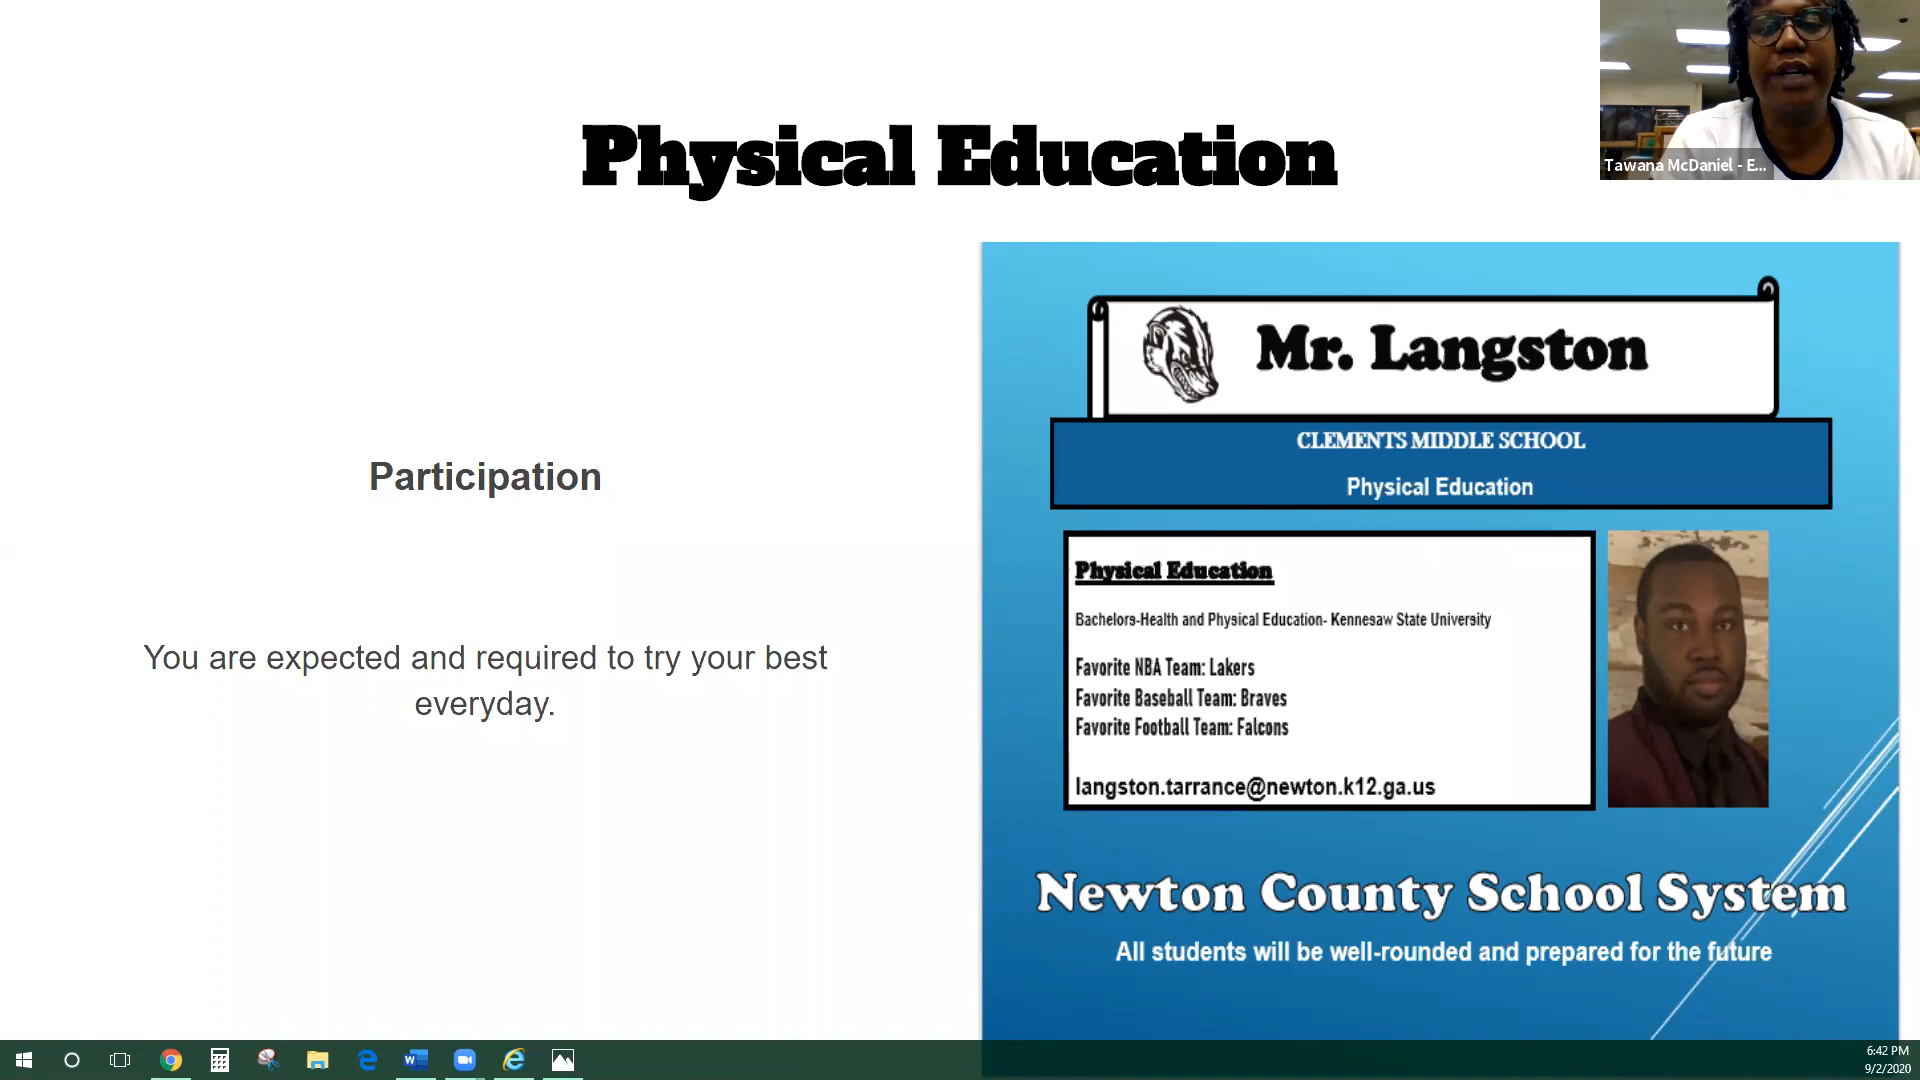 Physical Education
Tawana McDaniel - E...
Participation
You are expected and required to try your best
everyday.
Mr. Langston
CLEMENTS MIDDLE SCHOOL
Physical Education
Physical Education
Bachelors-Health and Physical Education- Kennesaw State University
Favorite NBA Team: Lakers
Favorite Baseball Team: Braves
Favorite Football Team: Falcons
langston.tarrance@newton.k12.ga.us
Newton County School System
All students will be well-rounded and prepared for the future
6:42 PM
9/2/2020